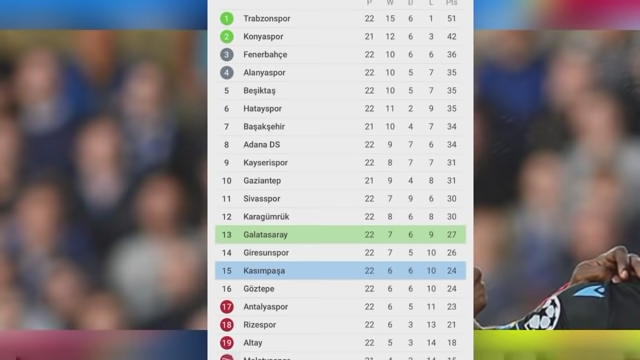 P W D L Pts
1 Trabzonspor 22 15 6 1 51
2 Konyaspor 21 12 6 3 42
3 Fenerbahçe 22 10 6 6 36
4 Alanyaspor 22 10 5 7 35
5 Beşiktaş 22 10 5 7 35
6 Hatayspor 22 11 2 9 35
7 Başakşehir 21 10 4 7 34
8 Adana DS 22 9 7 6 34
9 Kayserispor 22 8 7 7 31
10 Gaziantep 21 9 4 8 31
11 Sivasspor 22 7 9 6 30
12 Karagümrük 22 8 6 8 30
13 Galatasaray 22 7 6 9 27
14 Giresunspor 22 7 5 10 26
15 Kasımpaşa 22 6 6 10 24
16 Göztepe 22 6 6 10 24
17 Antalyaspor 22 6 5 11 23
18 Rizespor 22 6 3 13 21
19 Altay 22 5 3 14 18